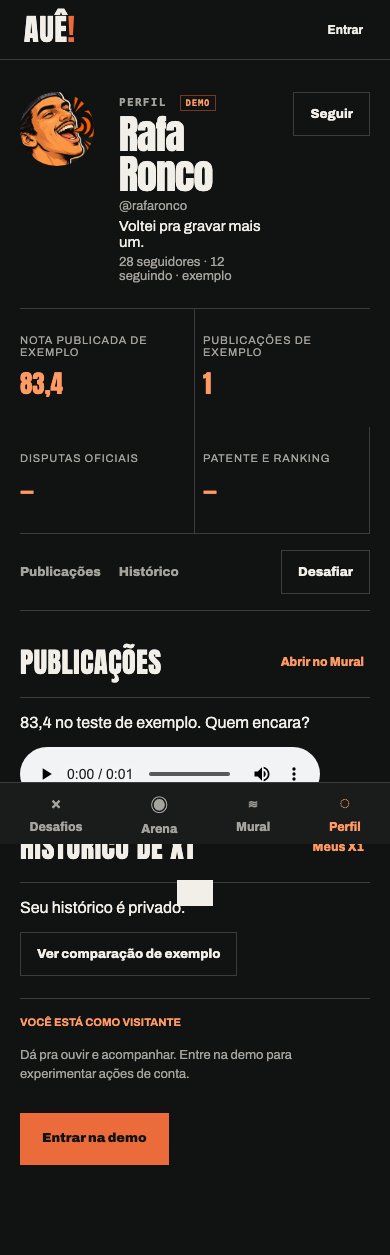 AUÊ!
Entrar
PERFIL DEMO
Rafa
Ronco
@rafaronco
Voltei pra gravar mais
um.
28 seguidores · 12
seguindo · exemplo
Seguir
NOTA PUBLICADA DE
EXEMPLO
83,4
PUBLICAÇÕES DE
EXEMPLO
1
DISPUTAS OFICIAIS
—
PATENTE E RANKING
—
Publicações Histórico Desafiar
PUBLICAÇÕES Abrir no Mural
83,4 no teste de exemplo. Quem encara?
0:00 / 0:01
Desafios Arena Mural Perfil
HISTÓRICO DE X1 Meus X1
Seu histórico é privado.
Ver comparação de exemplo
VOCÊ ESTÁ COMO VISITANTE
Dá pra ouvir e acompanhar. Entre na demo para
experimentar ações de conta.
Entrar na demo